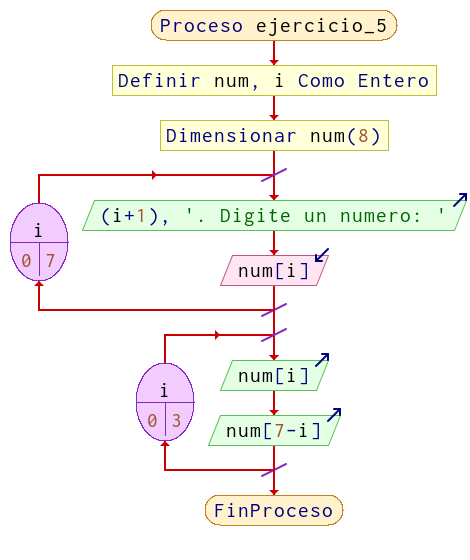 Proceso ejercicio_5
Definir num, i Como Entero
Dimensionar num(8)
(i+1), '. Digite un numero: '
i
0 7
num[i]
num[i]
i
0 3
num[7-i]
FinProceso